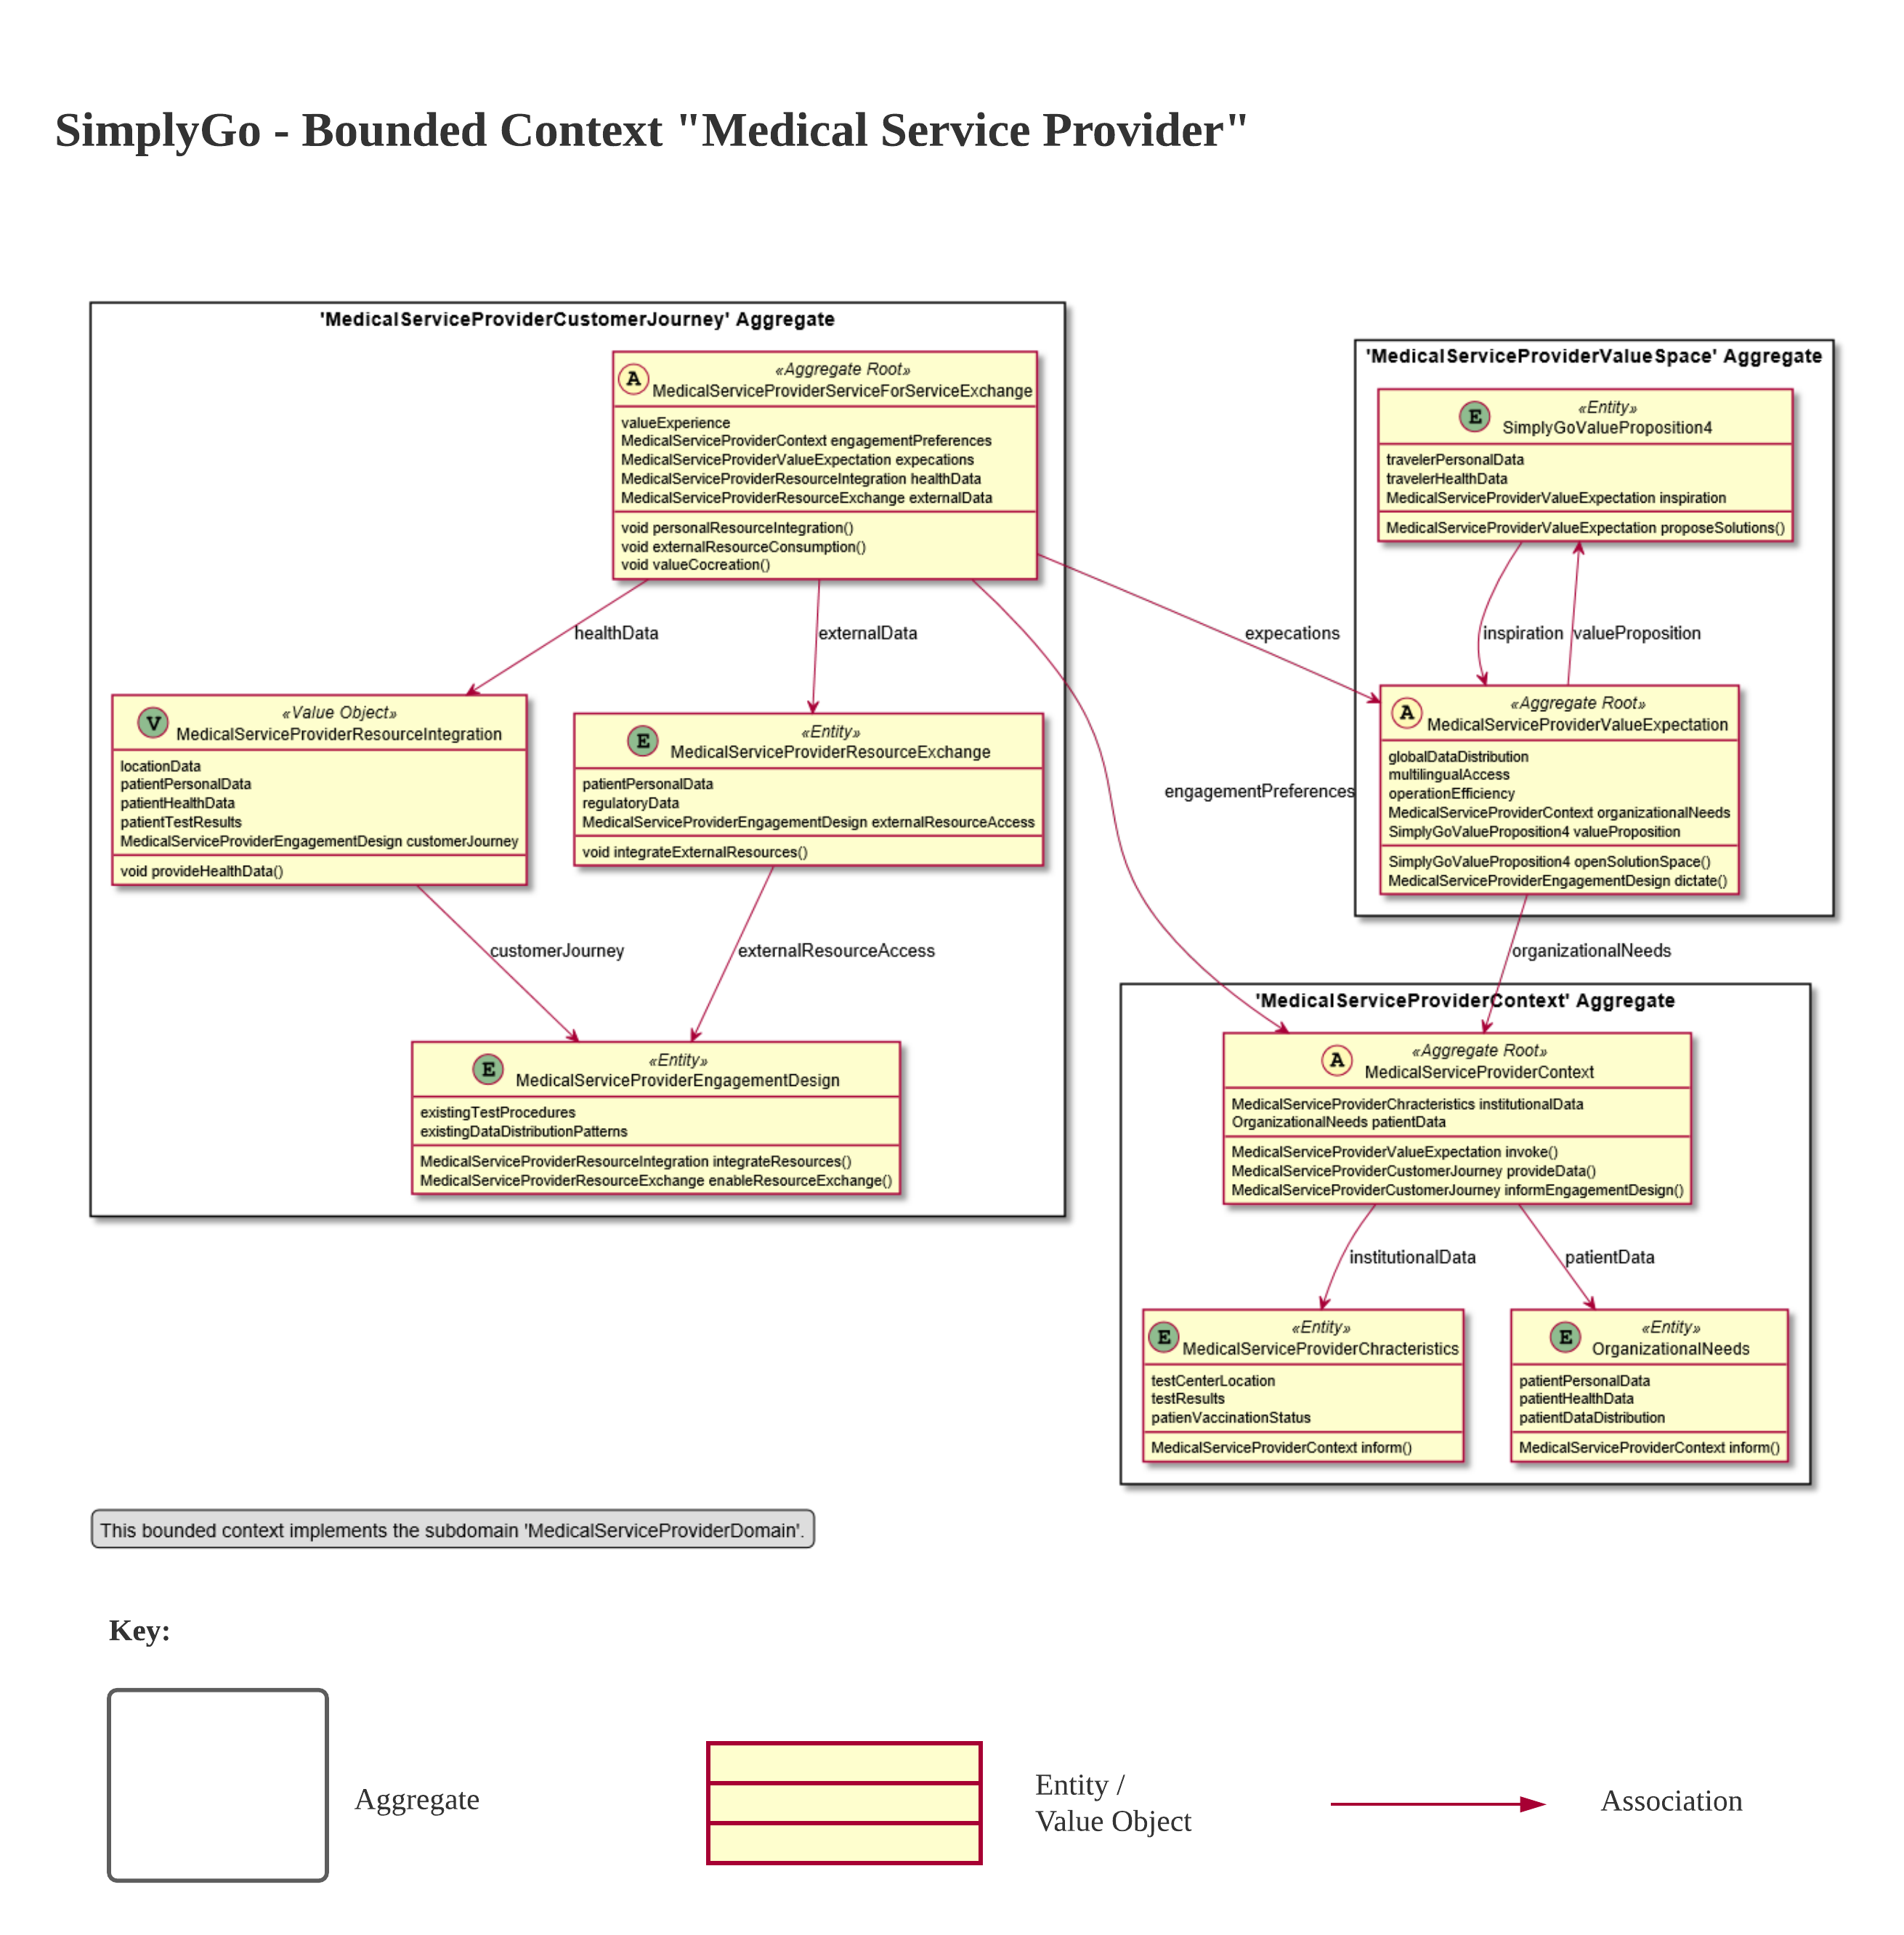 SimplyGo - Bounded Context "Medical Service Provider"
'MedicalServiceProviderCustomerJourney' Aggregate
A
«Aggregate Root»
MedicalServiceProviderServiceForServiceExchange
valueExperience
MedicalServiceProviderContext engagementPreferences
MedicalServiceProviderValueExpectation expecations
MedicalServiceProviderResourceIntegration healthData
MedicalServiceProviderResourceExchange externalData
void personalResourceIntegration()
void externalResourceConsumption()
void valueCocreation()
healthData
externalData
V
«Value Object»
MedicalServiceProviderResourceIntegration
locationData
patientPersonalData
patientHealthData
patientTestResults
MedicalServiceProviderEngagementDesign customerJourney
void provideHealthData()
E
«Entity»
MedicalServiceProviderResourceExchange
patientPersonalData
regulatoryData
MedicalServiceProviderEngagementDesign externalResourceAccess
void integrateExternalResources()
customerJourney
externalResourceAccess
E
«Entity»
MedicalServiceProviderEngagementDesign
existingTestProcedures
existingDataDistributionPatterns
MedicalServiceProviderResourceIntegration integrateResources()
MedicalServiceProviderResourceExchange enableResourceExchange()
expecations
engagementPreferences
'MedicalServiceProviderValueSpace' Aggregate
E
«Entity»
SimplyGoValueProposition4
travelerPersonalData
travelerHealthData
MedicalServiceProviderValueExpectation inspiration
MedicalServiceProviderValueExpectation proposeSolutions()
inspiration
valueProposition
A
«Aggregate Root»
MedicalServiceProviderValueExpectation
globalDataDistribution
multilingualAccess
operationEfficiency
MedicalServiceProviderContext organizationalNeeds
SimplyGoValueProposition4 valueProposition
SimplyGoValueProposition4 openSolutionSpace()
MedicalServiceProviderEngagementDesign dictate()
organizationalNeeds
'MedicalServiceProviderContext' Aggregate
A
«Aggregate Root»
MedicalServiceProviderContext
MedicalServiceProviderChracteristics institutionalData
OrganizationalNeeds patientData
MedicalServiceProviderValueExpectation invoke()
MedicalServiceProviderCustomerJourney provideData()
MedicalServiceProviderCustomerJourney informEngagementDesign()
institutionalData
patientData
E
«Entity»
MedicalServiceProviderChracteristics
testCenterLocation
testResults
patienVaccinationStatus
MedicalServiceProviderContext inform()
E
«Entity»
OrganizationalNeeds
patientPersonalData
patientHealthData
patientDataDistribution
MedicalServiceProviderContext inform()
This bounded context implements the subdomain 'MedicalServiceProviderDomain'.
Key:
Aggregate
Entity /
Value Object
Association